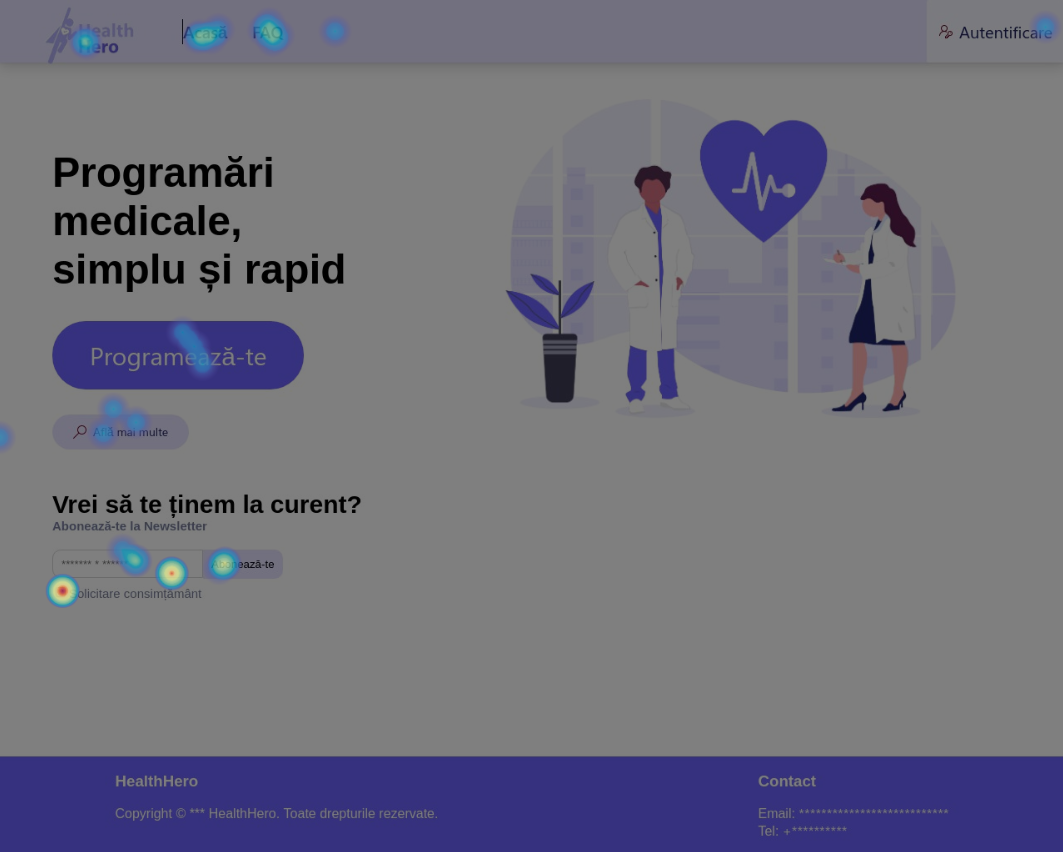 Health
Hero
Acasă
FAQ
Autentificare
Programări
medicale,
simplu și rapid
Programează-te
Află mai multe
Vrei să te ținem la curent?
Abonează-te la Newsletter
******* * ******
Abonează-te
Solicitare consimțământ
HealthHero
Copyright © *** HealthHero. Toate drepturile rezervate.
Contact
Email: ***************************
Tel: +**********